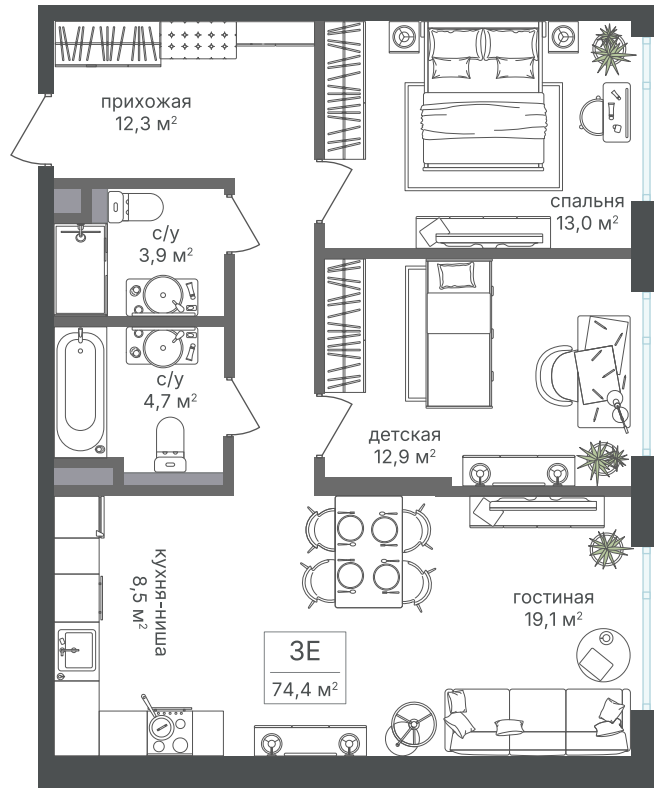 прихожая
12,3 м²
спальня
13,0 м²
с/у
3,9 м²
с/у
4,7 м²
детская
12,9 м²
кухня-ниша
8,5 м²
гостиная
19,1 м²
3Е
74,4 м²